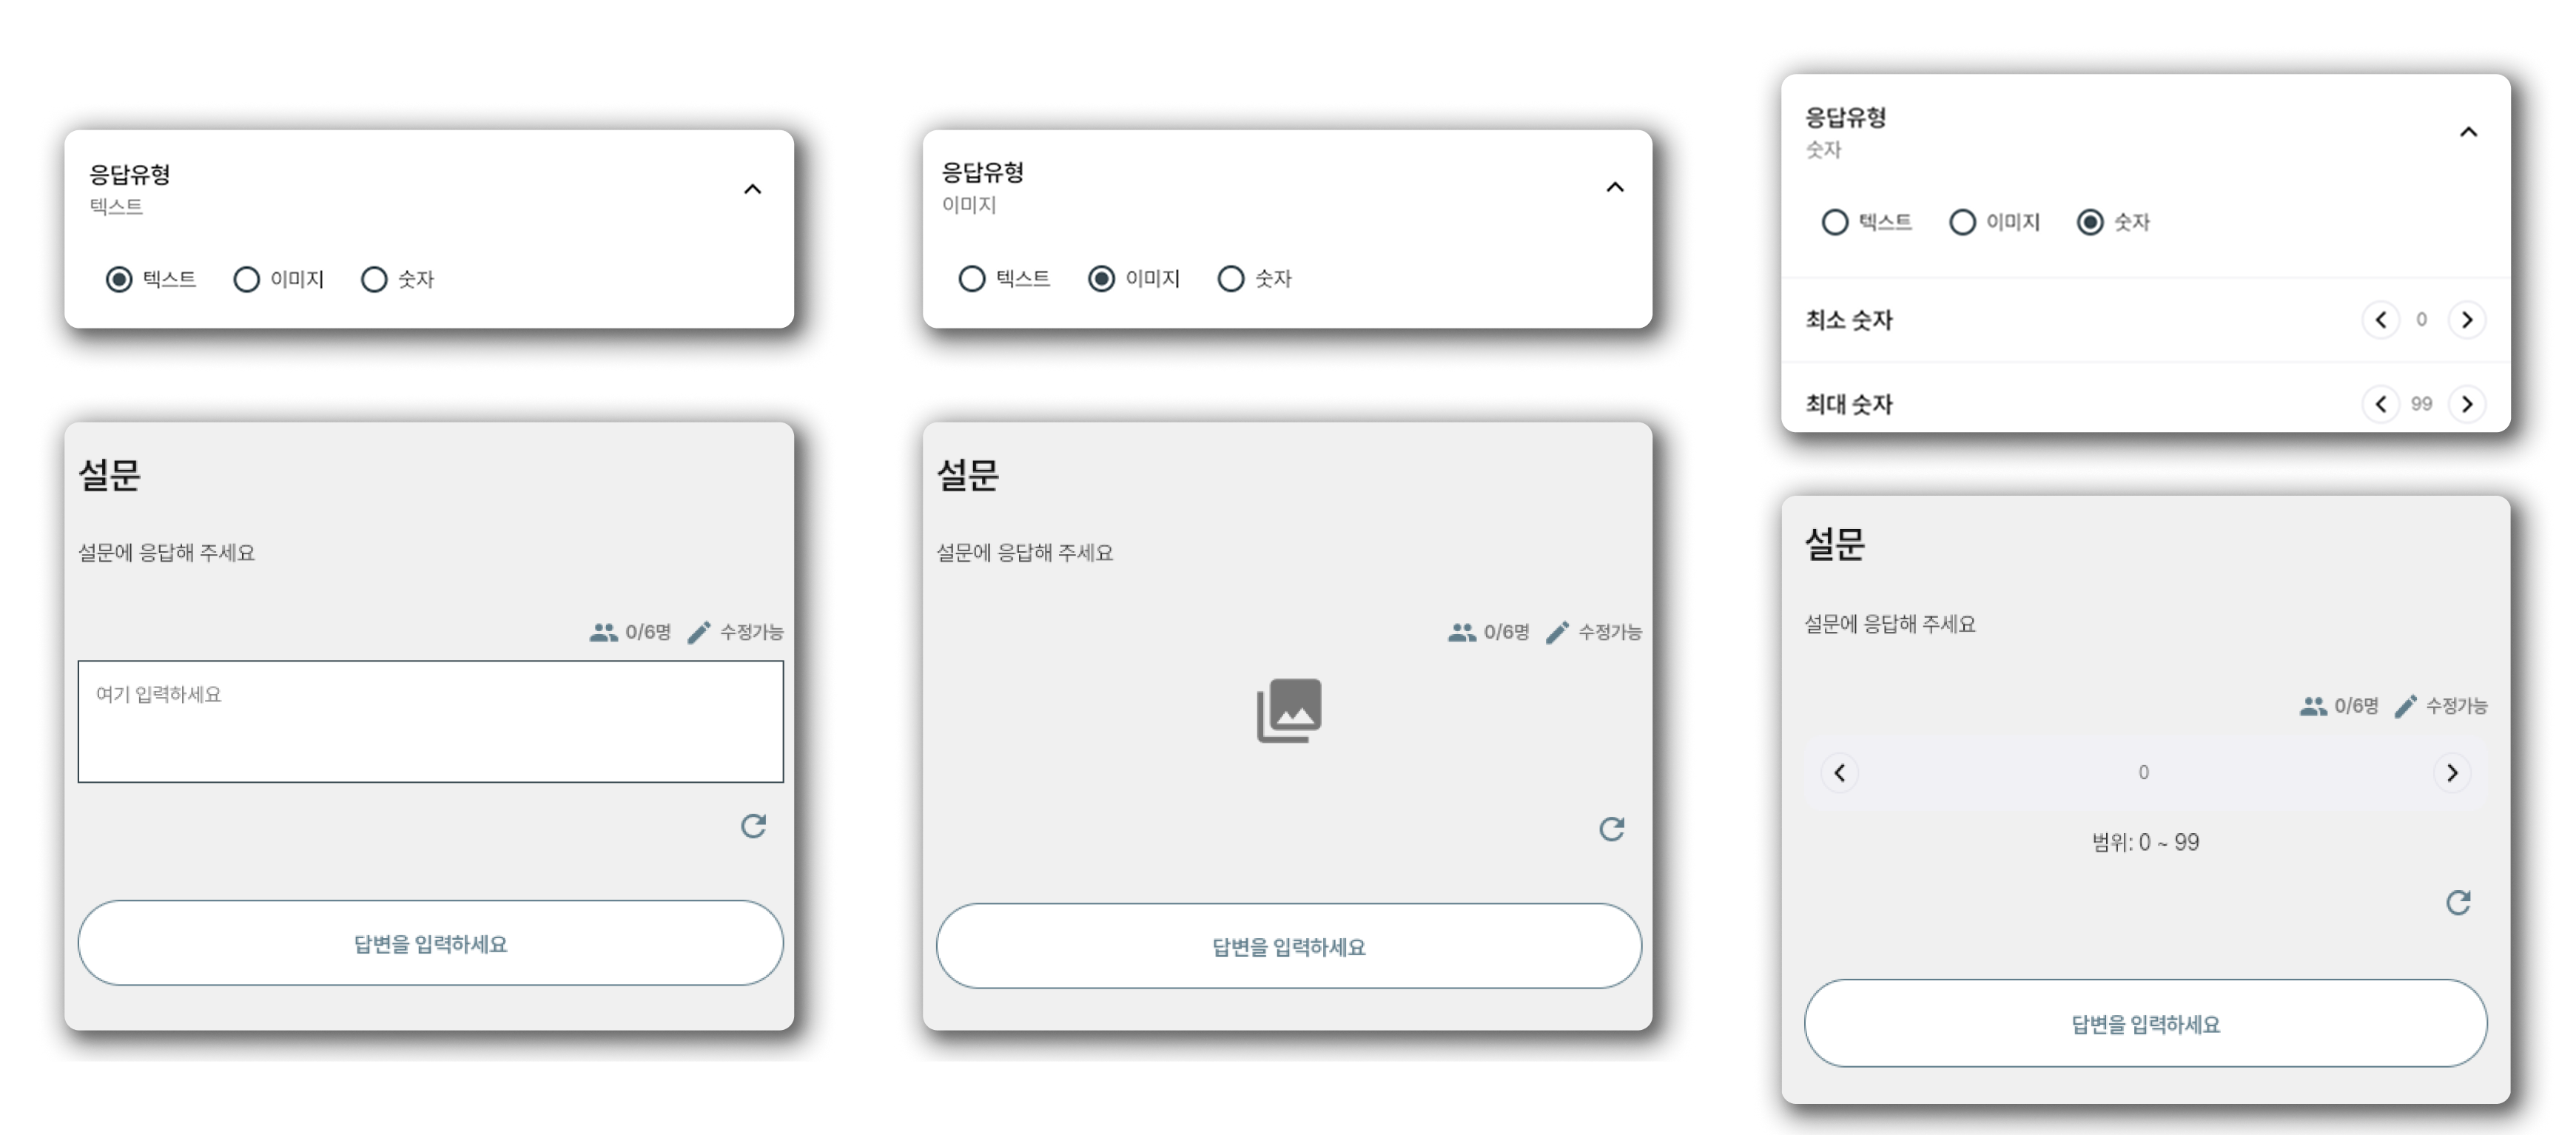 응답유형
텍스트
텍스트 이미지 숫자
설문
설문에 응답해 주세요
0/6명 수정가능
여기 입력하세요
답변을 입력하세요
응답유형
이미지
텍스트 이미지 숫자
설문
설문에 응답해 주세요
0/6명 수정가능
답변을 입력하세요
응답유형
숫자
텍스트 이미지 숫자
최소 숫자 0
최대 숫자 99
설문
설문에 응답해 주세요
0/6명 수정가능
0
범위: 0 ~ 99
답변을 입력하세요